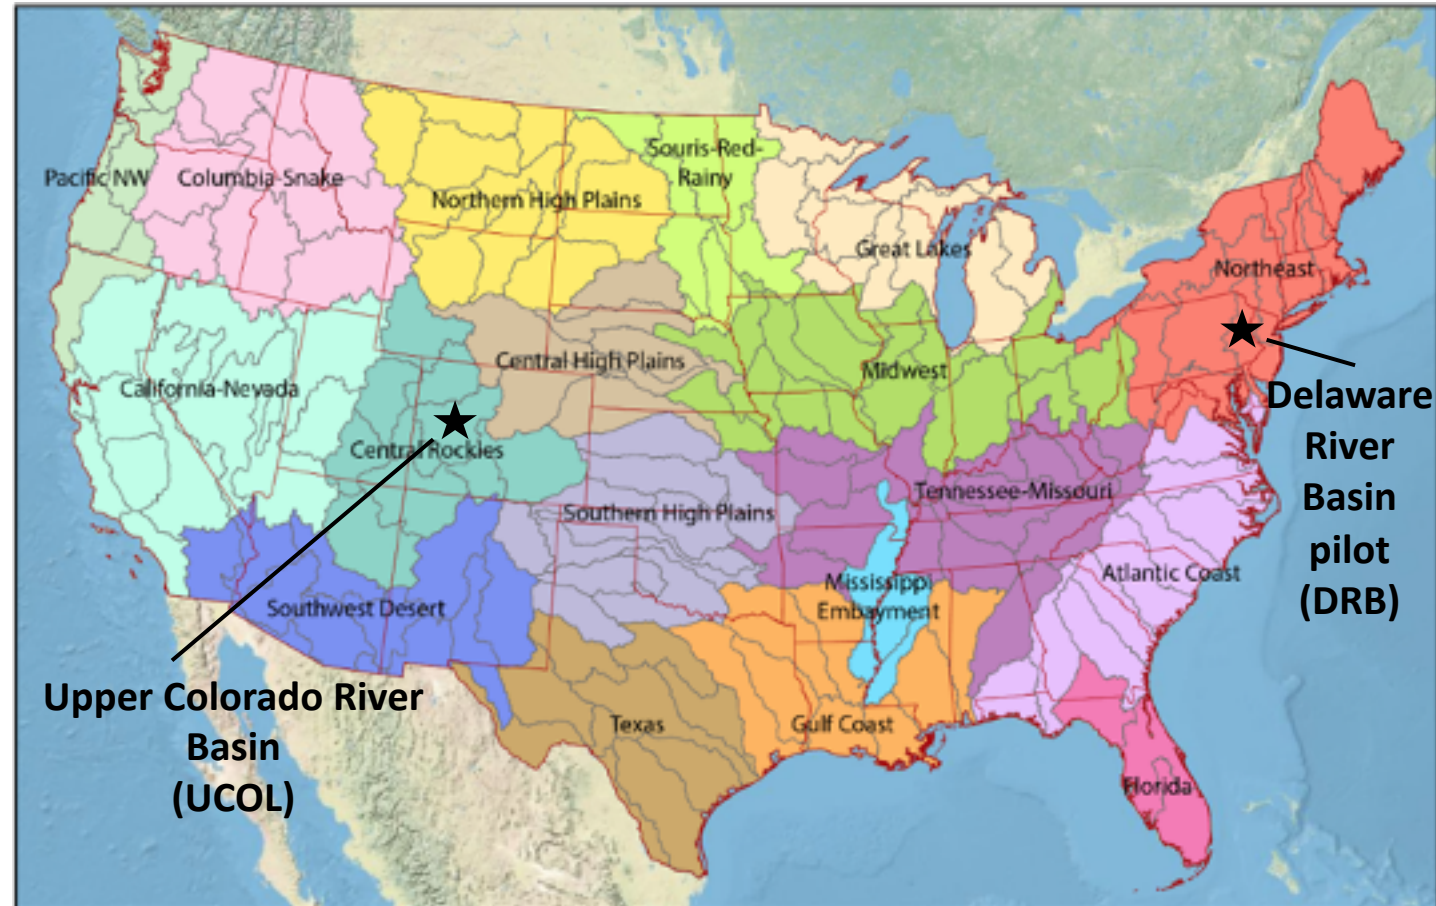 Souris-Red-
Rainy
Pacific NW
Columbia-Snake
Northern High Plains
Great Lakes
Northeast
Central High Plains
Midwest
California-Nevada
Delaware
River
Basin
pilot
(DRB)
Central Rockies
Tennessee-Missouri
Southern High Plains
Atlantic Coast
Mississippi
Embayment
Southwest Desert
Upper Colorado River
Basin
(UCOL)
Texas
Gulf Coast
Florida